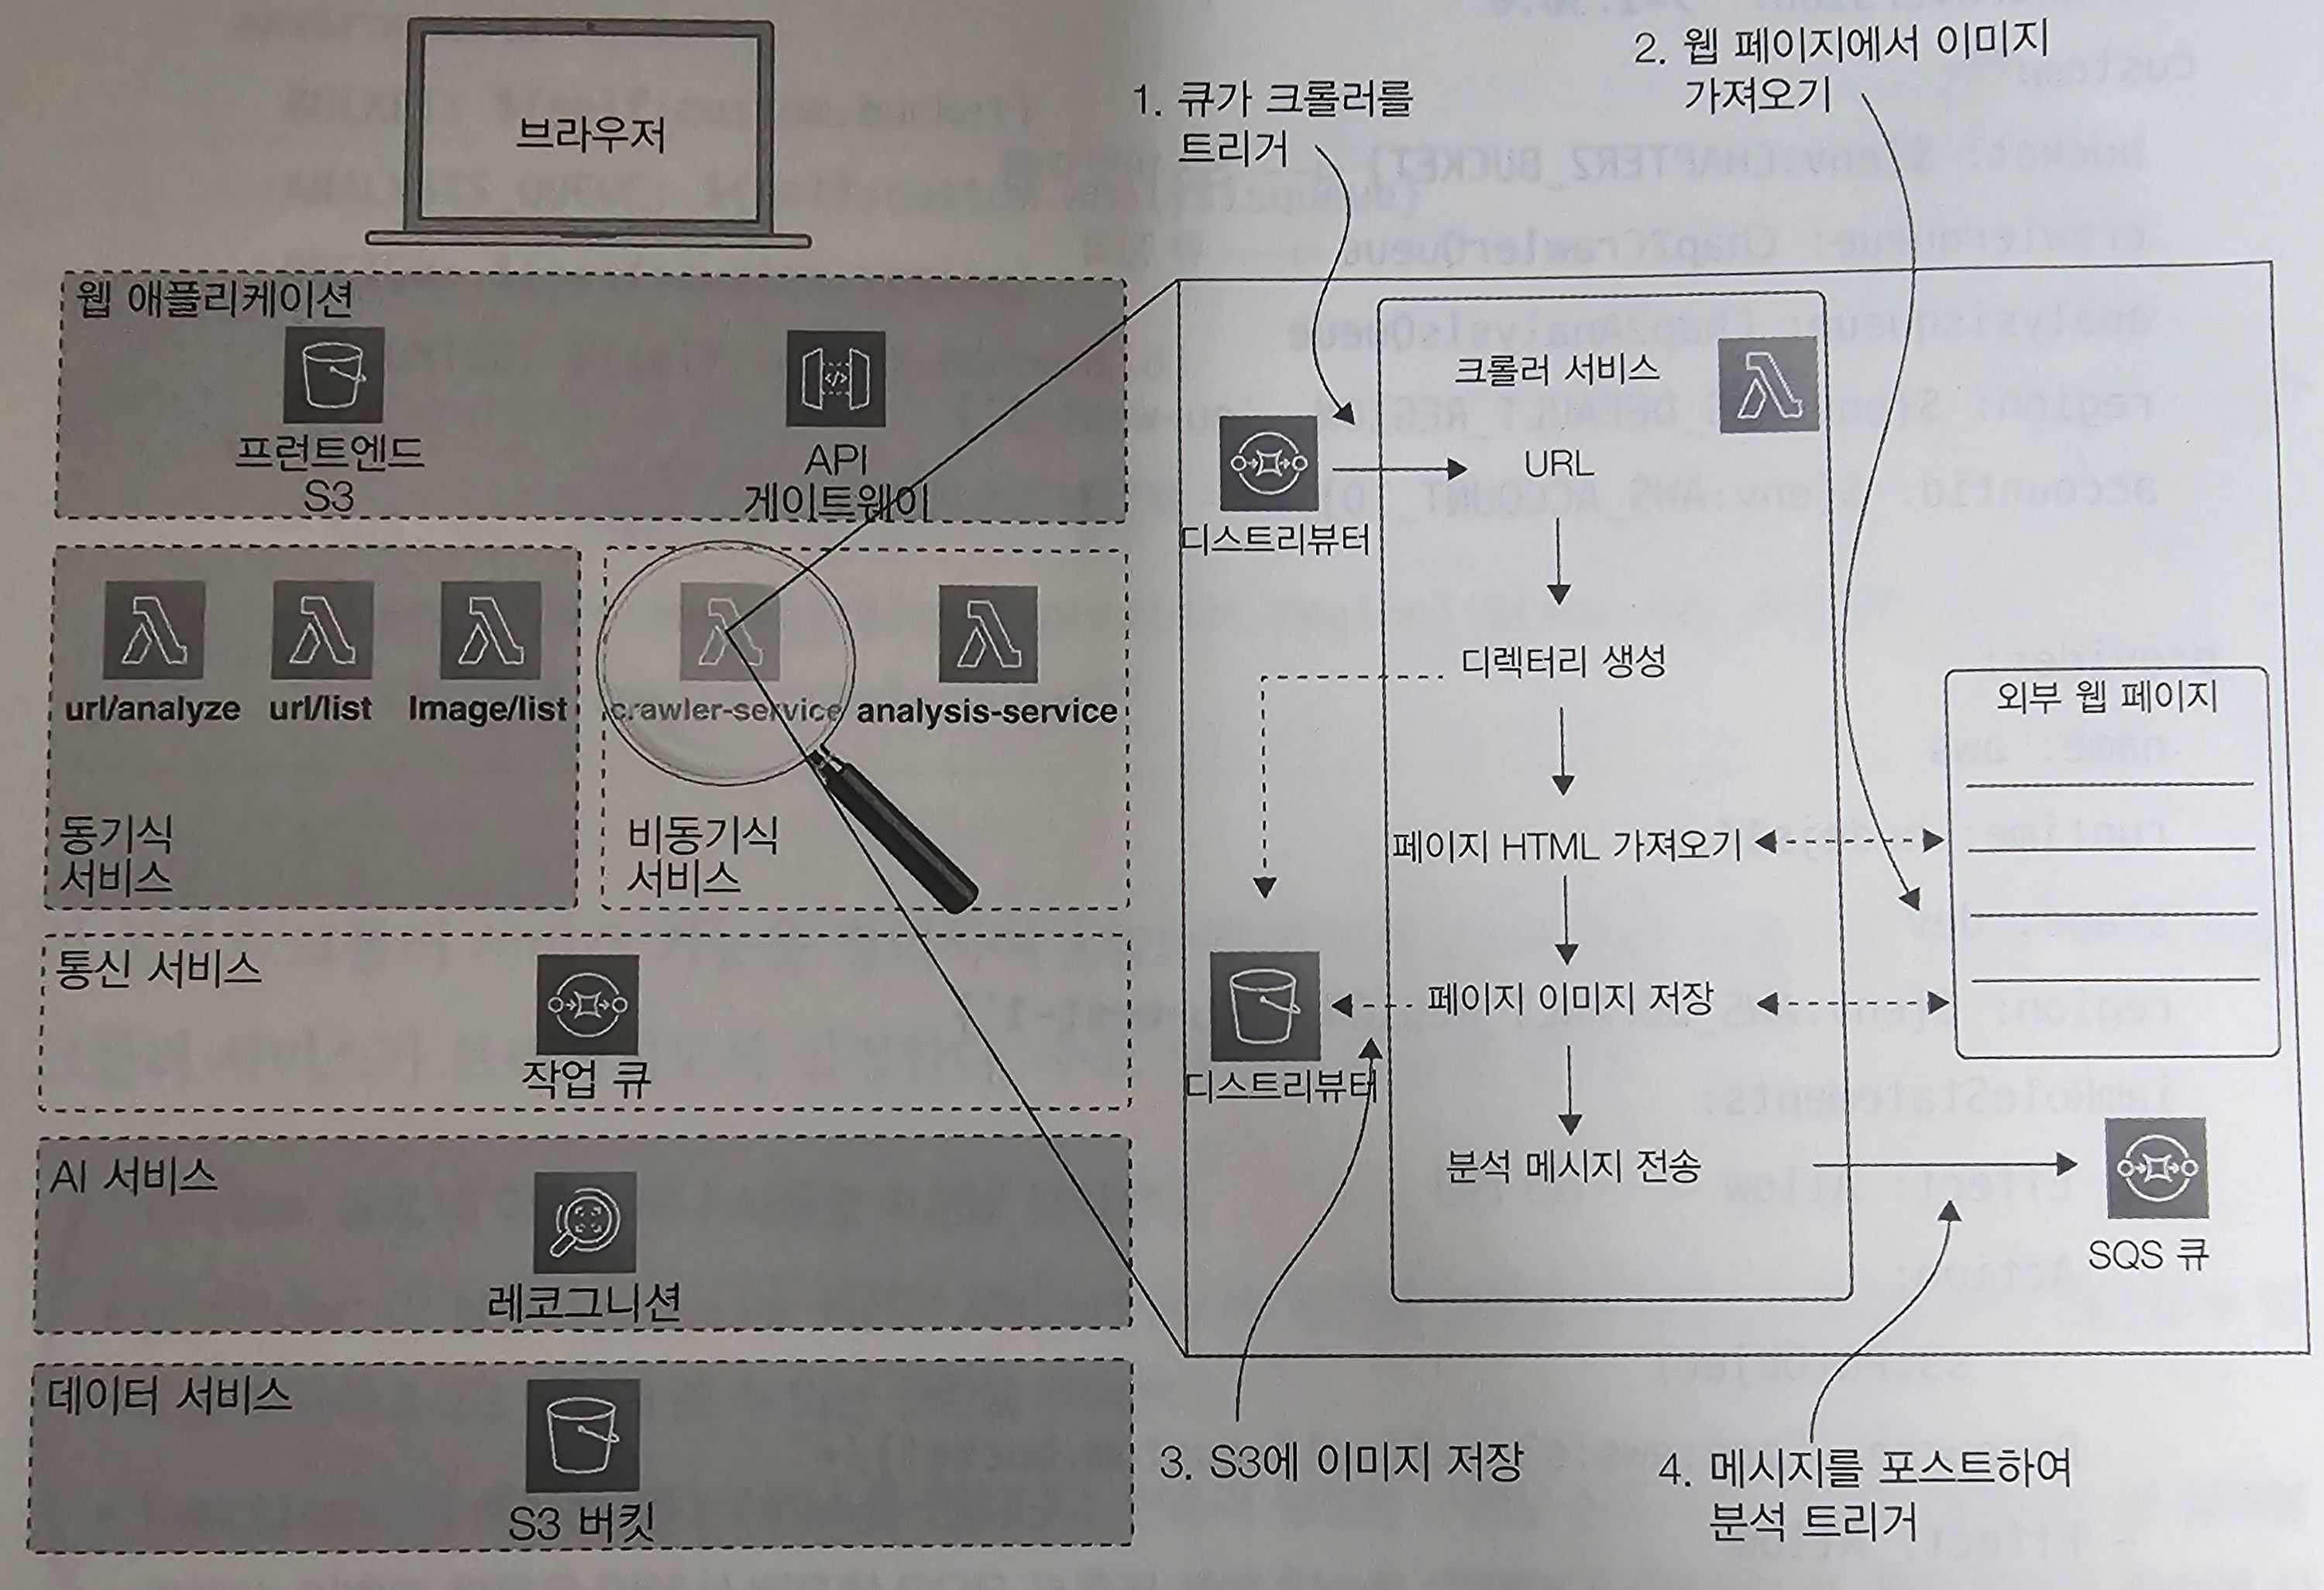 브라우저
웹 애플리케이션
프런트엔드
S3
API
게이트웨이
url/analyze
url/list
Image/list
동기식
서비스
crawler-service
analysis-service
비동기식
서비스
통신 서비스
작업 큐
AI 서비스
레코그니션
데이터 서비스
S3 버킷
1. 큐가 크롤러를
트리거
2. 웹 페이지에서 이미지
가져오기
크롤러 서비스
URL
디스트리뷰터
디렉터리 생성
외부 웹 페이지
페이지 HTML 가져오기
페이지 이미지 저장
디스트리뷰터
분석 메시지 전송
SQS 큐
3. S3에 이미지 저장
4. 메시지를 포스트하여
분석 트리거